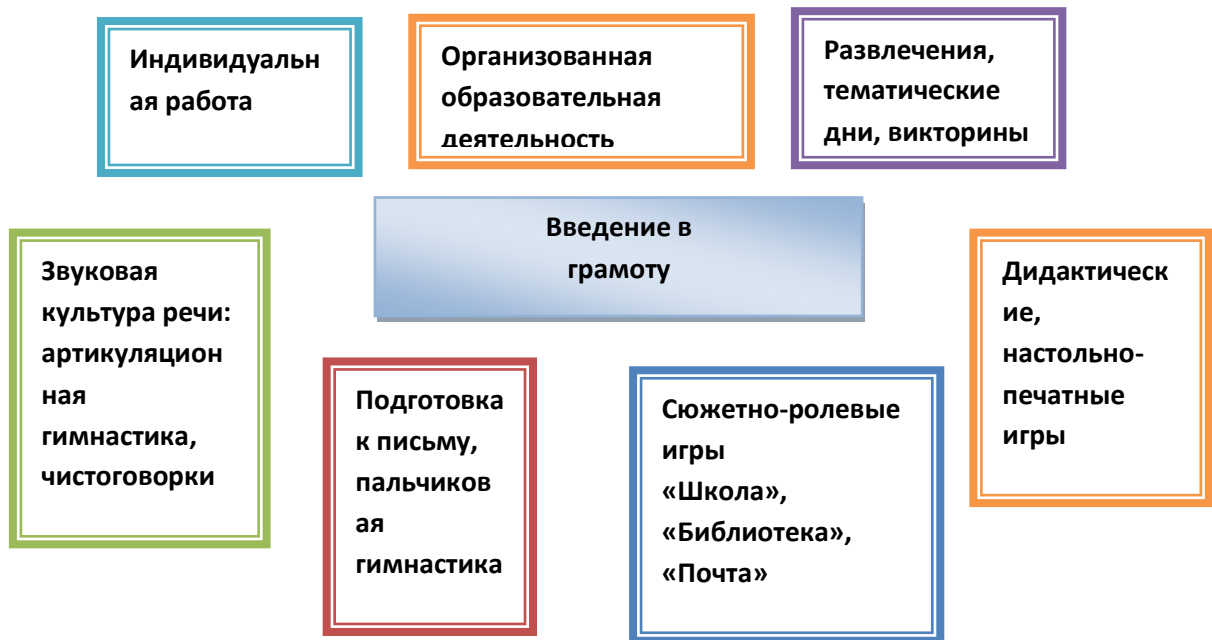 Индивидуальн
ая работа
Организованная
образовательная
деятельность
Развлечения,
тематические
дни, викторины
Введение в
грамоту
Звуковая
культура речи:
артикуляцион
ная
гимнастика,
чистоговорки
Подготовка
к письму,
пальчиков
ая
гимнастика
Сюжетно-ролевые
игры
«Школа»,
«Библиотека»,
«Почта»
Дидактическ
ие,
настольно-
печатные
игры